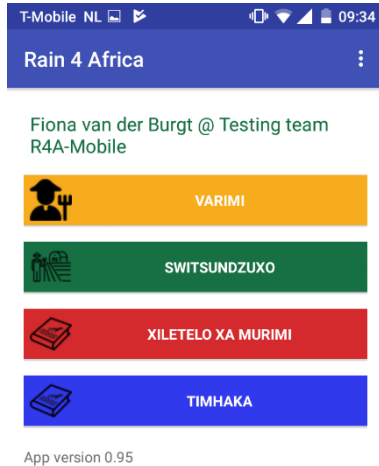 T-Mobile NL 09:34
Rain 4 Africa
Fiona van der Burgt @ Testing team
R4A-Mobile
VARIMI
SWITSUNDZUXO
XILETELO XA MURIMI
TIMHAKA
App version 0.95